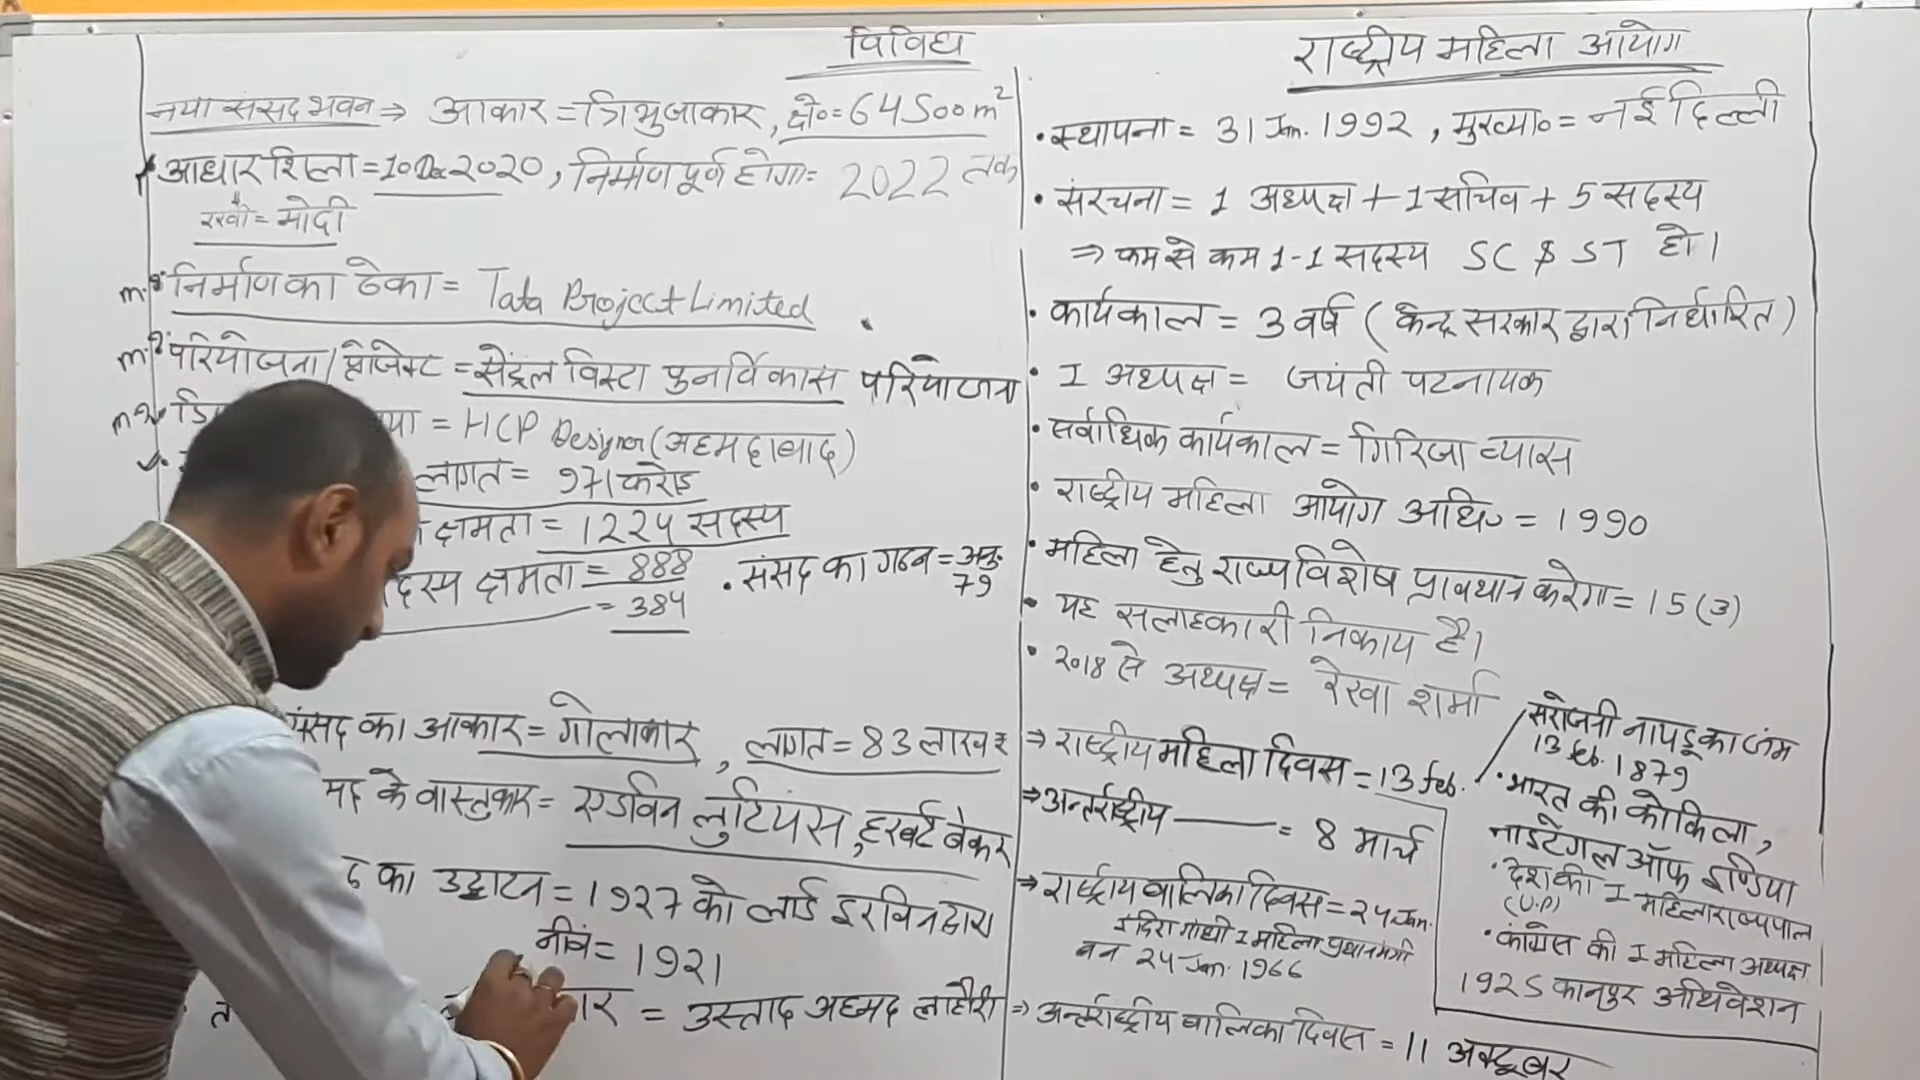 विविध
नया संसद भवन ⇒ आकार = त्रिभुजाकार, क्षे० = 64500m²
आधारशिला = 10 Dec 2020, निर्माण पूर्ण होगा = 2022 तक
रखी = मोदी
निर्माण का ठेका = Tata Project Limited
परियोजना/प्रोजेक्ट = सेंट्रल विस्टा पुनर्विकास परियोजना
डि = HCP Designer (अहमदाबाद)
लागत = 971 करोड़
क्षमता = 1224 सदस्य
क्षमता = 888
= 384
• संसद का गठन = अनु. 79
संसद का आकार = गोलाकार, लागत = 83 लाख ₹
के वास्तुकार = एडविन लुटियंस, हरबर्ट बेकर
का उद्घाटन = 1927 को लार्ड इरविन द्वारा
नीवं = 1921
= उस्ताद अहमद लाहौरी
राष्ट्रीय महिला आयोग
• स्थापना = 31 Jan. 1992, मुख्या० = नई दिल्ली
• संरचना = 1 अध्यक्ष + 1 सचिव + 5 सदस्य
⇒ कम से कम 1-1 सदस्य SC & ST हो।
• कार्यकाल = 3 वर्ष (केन्द्र सरकार द्वारा निर्धारित)
• I अध्यक्ष = जयंती पटनायक
• सर्वाधिक कार्यकाल = गिरिजा व्यास
• राष्ट्रीय महिला आयोग अधि० = 1990
• महिला हेतु राज्य विशेष प्रावधान करेगा = 15(3)
• यह सलाहकारी निकाय है।
• 2018 से अध्यक्ष = रेखा शर्मा
⇒ राष्ट्रीय महिला दिवस = 13 feb.
⇒ अन्तर्राष्ट्रीय —— = 8 मार्च
⇒ राष्ट्रीय बालिका दिवस = 24 Jan.
इंदिरा गांधी I महिला प्रधानमंत्री
बन 24 Jan. 1966
⇒ अन्तर्राष्ट्रीय बालिका दिवस = 11 अक्टूबर
सरोजनी नायडू का जंम
13 feb. 1879
• भारत की कोकिला,
नाइटेंगल ऑफ इण्डिया
• देश की I महिला राज्यपाल
(U.P)
• कांग्रेस की I महिला अध्यक्ष
1925 कानपुर अधिवेशन